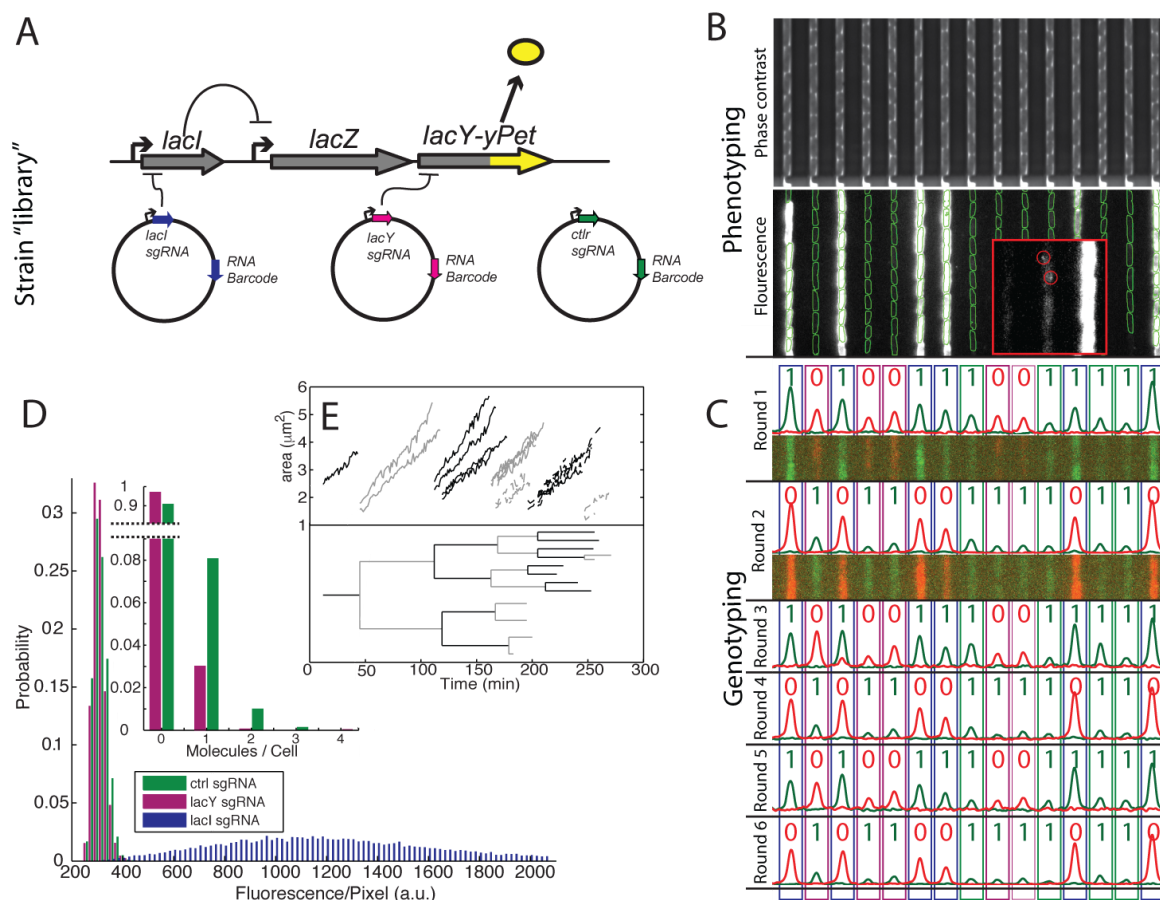 A
Strain "library"
lacI
lacZ
lacY-yPet
lacI
sgRNA
RNA
Barcode
lacY
sgRNA
RNA
Barcode
ctlr
sgRNA
RNA
Barcode
B
Phenotyping
Phase contrast
Flourescence
C
Genotyping
Round 1
1 0 1 0 0 1 1 1 0 0 1 1 1 1 1
Round 2
0 1 0 1 1 0 0 1 1 1 1 0 1 1 0
Round 3
1 0 1 0 0 1 1 1 0 0 1 1 1 1 1
Round 4
0 1 0 1 1 0 0 1 1 1 1 0 1 1 0
Round 5
1 0 1 0 0 1 1 1 0 0 1 1 1 1 1
Round 6
0 1 0 1 1 0 0 1 1 1 1 0 1 1 0
D
Probability
0.3
0.25
0.2
0.15
0.1
0.05
0
200 400 600 800 1000 1200 1400 1600 1800 2000
Fluorescence/Pixel (a.u.)
1
0.9
0.08
0.06
0.04
0.02
0
0 1 2 3 4
Molecules / Cell
ctrl sgRNA
lacY sgRNA
lacI sgRNA
E
area (μm²)
6
5
4
3
2
1
0 50 100 150 200 250 300
Time (min)